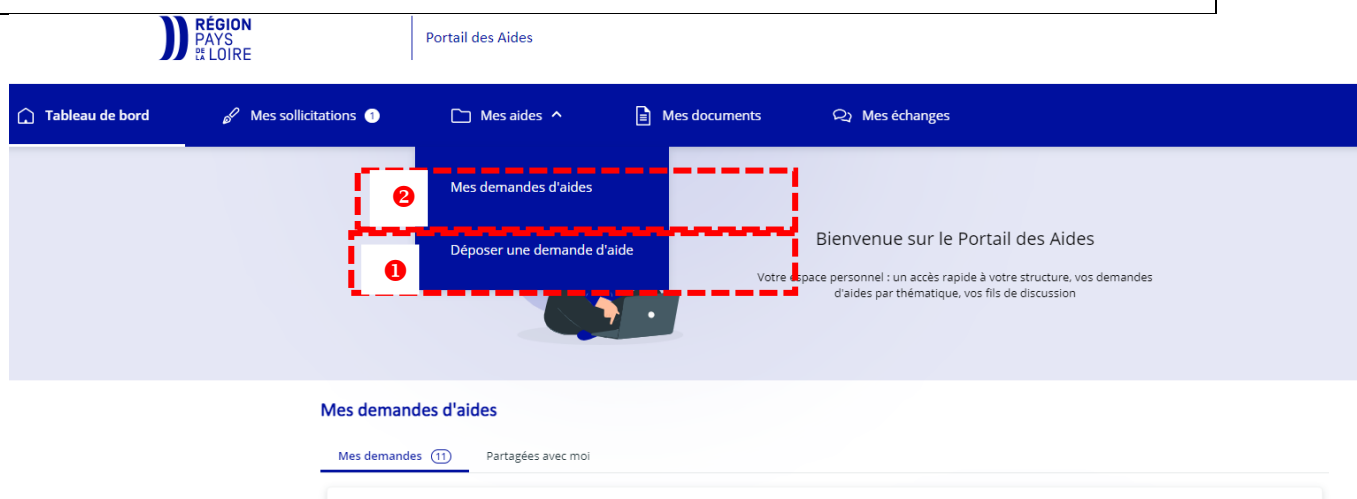 RÉGION
PAYS
DE LA LOIRE
Portail des Aides
Tableau de bord
Mes sollicitations 1
Mes aides
Mes documents
Mes échanges
❷ Mes demandes d'aides
❶ Déposer une demande d'aide
Bienvenue sur le Portail des Aides
Votre espace personnel : un accès rapide à votre structure, vos demandes
d'aides par thématique, vos fils de discussion
Mes demandes d'aides
Mes demandes 11
Partagées avec moi